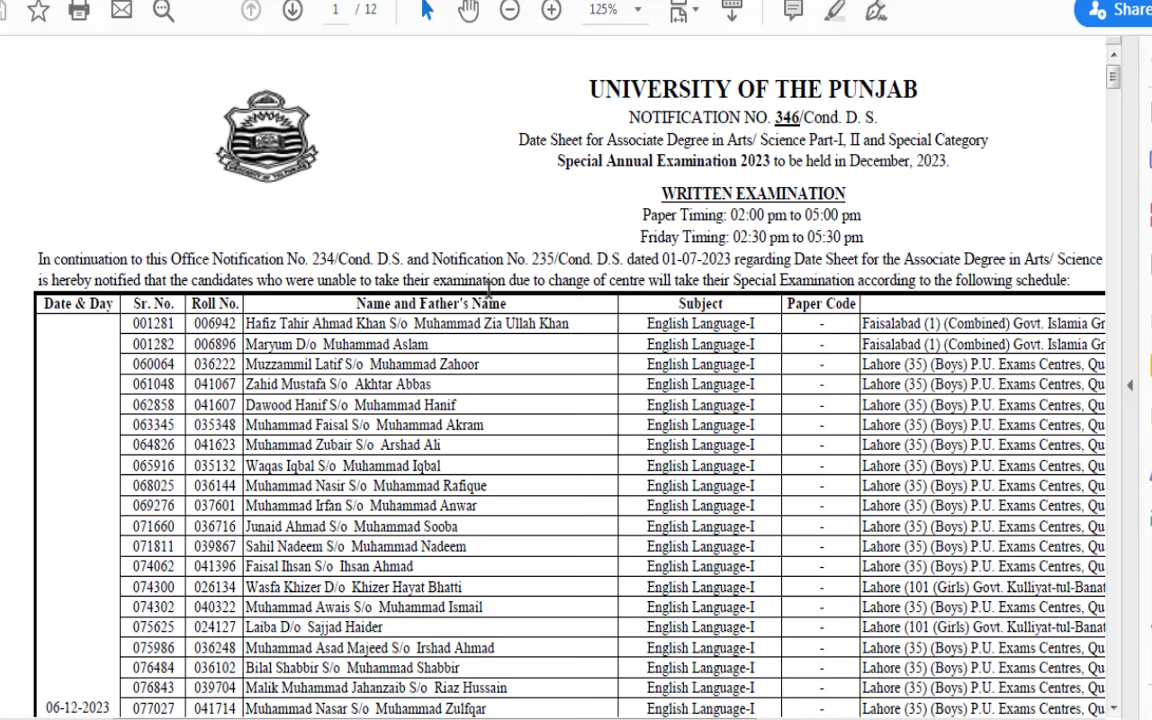 1 / 12
125%
Share
UNIVERSITY OF THE PUNJAB
NOTIFICATION NO. 346/Cond. D. S.
Date Sheet for Associate Degree in Arts/ Science Part-I, II and Special Category
Special Annual Examination 2023 to be held in December, 2023.
WRITTEN EXAMINATION
Paper Timing: 02:00 pm to 05:00 pm
Friday Timing: 02:30 pm to 05:30 pm
In continuation to this Office Notification No. 234/Cond. D.S. and Notification No. 235/Cond. D.S. dated 01-07-2023 regarding Date Sheet for the Associate Degree in Arts/ Science
is hereby notified that the candidates who were unable to take their examination due to change of centre will take their Special Examination according to the following schedule:
Date & Day Sr. No. Roll No. Name and Father's Name Subject Paper Code
001281 006942 Hafiz Tahir Ahmad Khan S/o Muhammad Zia Ullah Khan English Language-I - Faisalabad (1) (Combined) Govt. Islamia Gr
001282 006896 Maryum D/o Muhammad Aslam English Language-I - Faisalabad (1) (Combined) Govt. Islamia Gr
060064 036222 Muzzammil Latif S/o Muhammad Zahoor English Language-I - Lahore (35) (Boys) P.U. Exams Centres, Qu
061048 041067 Zahid Mustafa S/o Akhtar Abbas English Language-I - Lahore (35) (Boys) P.U. Exams Centres, Qu
062858 041607 Dawood Hanif S/o Muhammad Hanif English Language-I - Lahore (35) (Boys) P.U. Exams Centres, Qu
063345 035348 Muhammad Faisal S/o Muhammad Akram English Language-I - Lahore (35) (Boys) P.U. Exams Centres, Qu
064826 041623 Muhammad Zubair S/o Arshad Ali English Language-I - Lahore (35) (Boys) P.U. Exams Centres, Qu
065916 035132 Waqas Iqbal S/o Muhammad Iqbal English Language-I - Lahore (35) (Boys) P.U. Exams Centres, Qu
068025 036144 Muhammad Nasir S/o Muhammad Rafique English Language-I - Lahore (35) (Boys) P.U. Exams Centres, Qu
069276 037601 Muhammad Irfan S/o Muhammad Anwar English Language-I - Lahore (35) (Boys) P.U. Exams Centres, Qu
071660 036716 Junaid Ahmad S/o Muhammad Sooba English Language-I - Lahore (35) (Boys) P.U. Exams Centres, Qu
071811 039867 Sahil Nadeem S/o Muhammad Nadeem English Language-I - Lahore (35) (Boys) P.U. Exams Centres, Qu
074062 041396 Faisal Ihsan S/o Ihsan Ahmad English Language-I - Lahore (35) (Boys) P.U. Exams Centres, Qu
074300 026134 Wasfa Khizer D/o Khizer Hayat Bhatti English Language-I - Lahore (101 (Girls) Govt. Kulliyat-tul-Banat
074302 040322 Muhammad Awais S/o Muhammad Ismail English Language-I - Lahore (35) (Boys) P.U. Exams Centres, Qu
075625 024127 Laiba D/o Sajjad Haider English Language-I - Lahore (101 (Girls) Govt. Kulliyat-tul-Banat
075986 036248 Muhammad Asad Majeed S/o Irshad Ahmad English Language-I - Lahore (35) (Boys) P.U. Exams Centres, Qu
076484 036102 Bilal Shabbir S/o Muhammad Shabbir English Language-I - Lahore (35) (Boys) P.U. Exams Centres, Qu
076843 039704 Malik Muhammad Jahanzaib S/o Riaz Hussain English Language-I - Lahore (35) (Boys) P.U. Exams Centres, Qu
06-12-2023 077027 041714 Muhammad Nasar S/o Muhammad Zulfqar English Language-I - Lahore (35) (Boys) P.U. Exams Centres, Qu